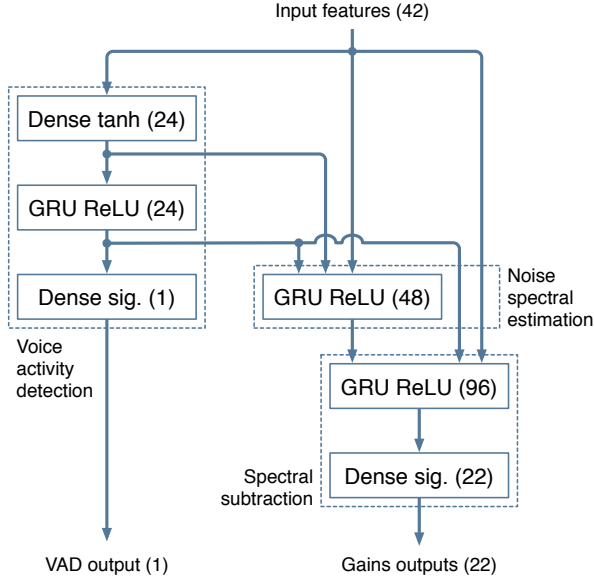 Input features (42)
Dense tanh (24)
GRU ReLU (24)
Dense sig. (1)
Voice
activity
detection
GRU ReLU (48)
Noise
spectral
estimation
GRU ReLU (96)
Dense sig. (22)
Spectral
subtraction
VAD output (1)
Gains outputs (22)